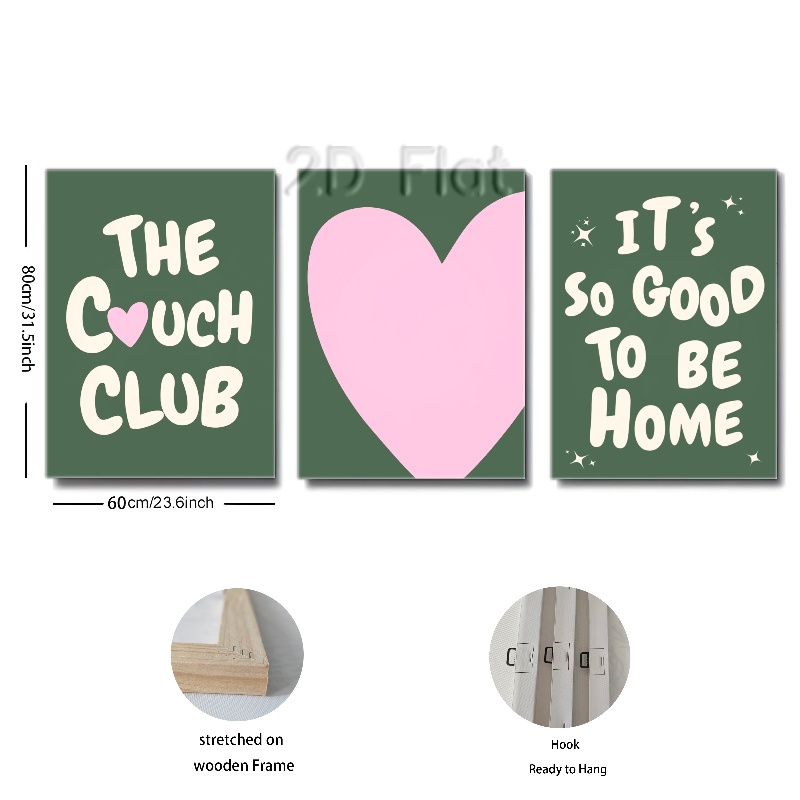 2D Flat
THE
COUCH
CLUB
IT'S
SO GOOD
TO BE
HOME
80cm/31.5inch
60cm/23.6inch
stretched on
wooden Frame
Hook
Ready to Hang